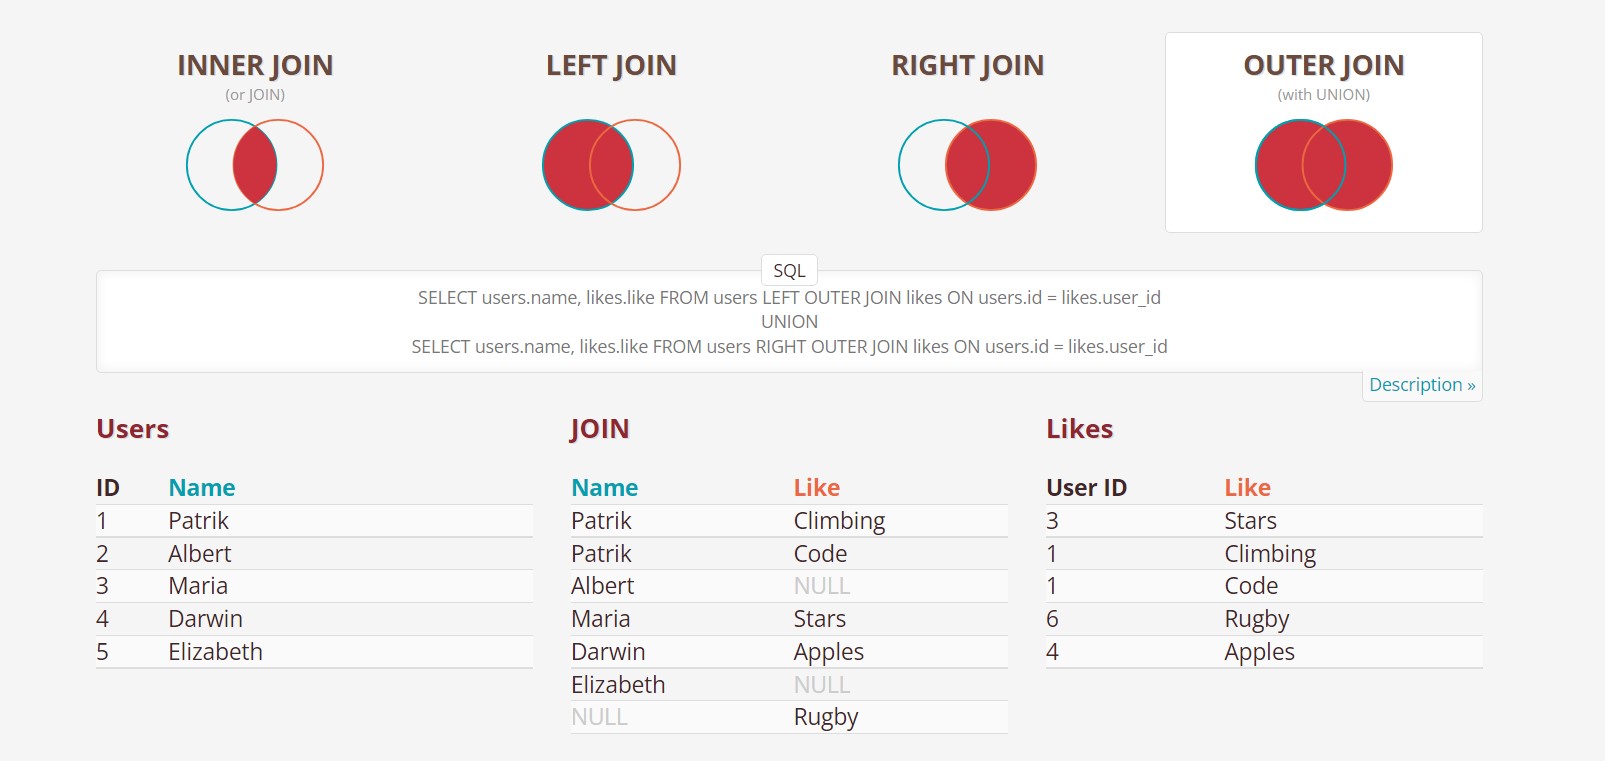 INNER JOIN
(or JOIN)
LEFT JOIN
RIGHT JOIN
OUTER JOIN
(with UNION)
SQL
SELECT users.name, likes.like FROM users LEFT OUTER JOIN likes ON users.id = likes.user_id
UNION
SELECT users.name, likes.like FROM users RIGHT OUTER JOIN likes ON users.id = likes.user_id
Description »
Users
ID Name
1 Patrik
2 Albert
3 Maria
4 Darwin
5 Elizabeth
JOIN
Name Like
Patrik Climbing
Patrik Code
Albert NULL
Maria Stars
Darwin Apples
Elizabeth NULL
NULL Rugby
Likes
User ID Like
3 Stars
1 Climbing
1 Code
6 Rugby
4 Apples